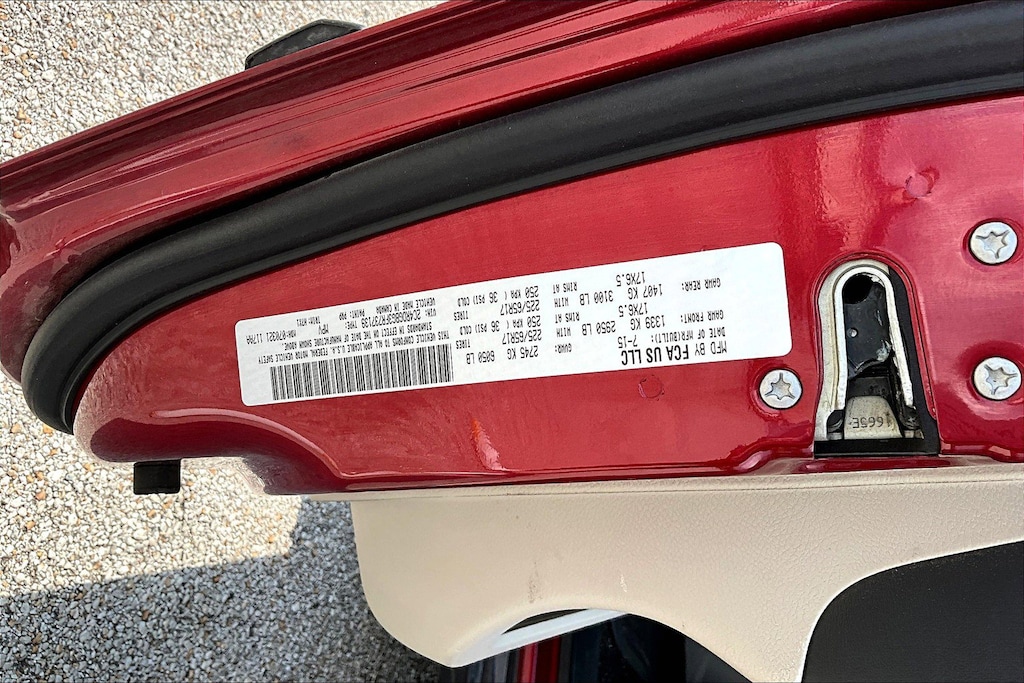 MFD BY FCA US LLC
DATE OF MFR/BUILT: 7-15
GVWR: 2745 KG 6050 LB
GAWR FRONT: 1339 KG 2950 LB WITH TIRES 225/65R17
17X6.5 RIMS AT 250 KPA ( 36 PSI) COLD
GAWR REAR: 1407 KG 3100 LB WITH TIRES 225/65R17
17X6.5 RIMS AT 250 KPA ( 36 PSI) COLD
THIS VEHICLE CONFORMS TO ALL APPLICABLE U.S.A. FEDERAL MOTOR VEHICLE SAFETY
STANDARDS IN EFFECT ON THE DATE OF MANUFACTURE SHOWN ABOVE.
TYPE: MPV
VEHICLE MADE IN CANADA
1665E